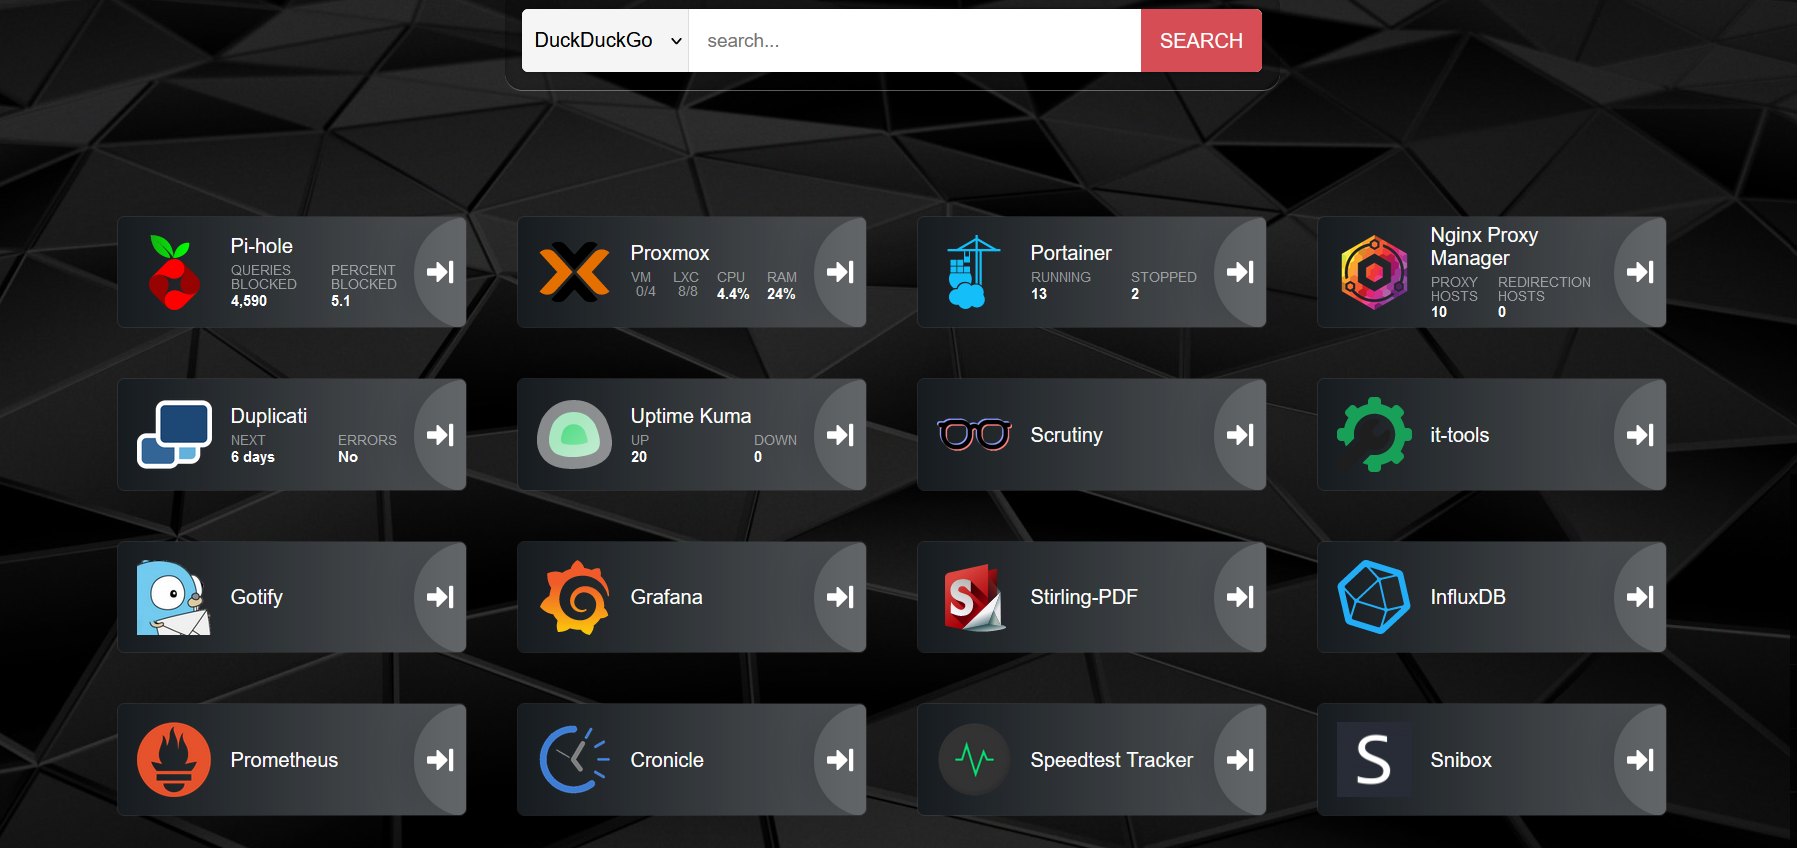 DuckDuckGo search... SEARCH
Pi-hole
QUERIES BLOCKED PERCENT BLOCKED
4,590 5.1
Proxmox
VM LXC CPU RAM
0/4 8/8 4.4% 24%
Portainer
RUNNING STOPPED
13 2
Nginx Proxy
Manager
PROXY HOSTS REDIRECTION HOSTS
10 0
Duplicati
NEXT ERRORS
6 days No
Uptime Kuma
UP DOWN
20 0
Scrutiny
it-tools
Gotify
Grafana
S
Stirling-PDF
InfluxDB
Prometheus
Cronicle
Speedtest Tracker
S
Snibox